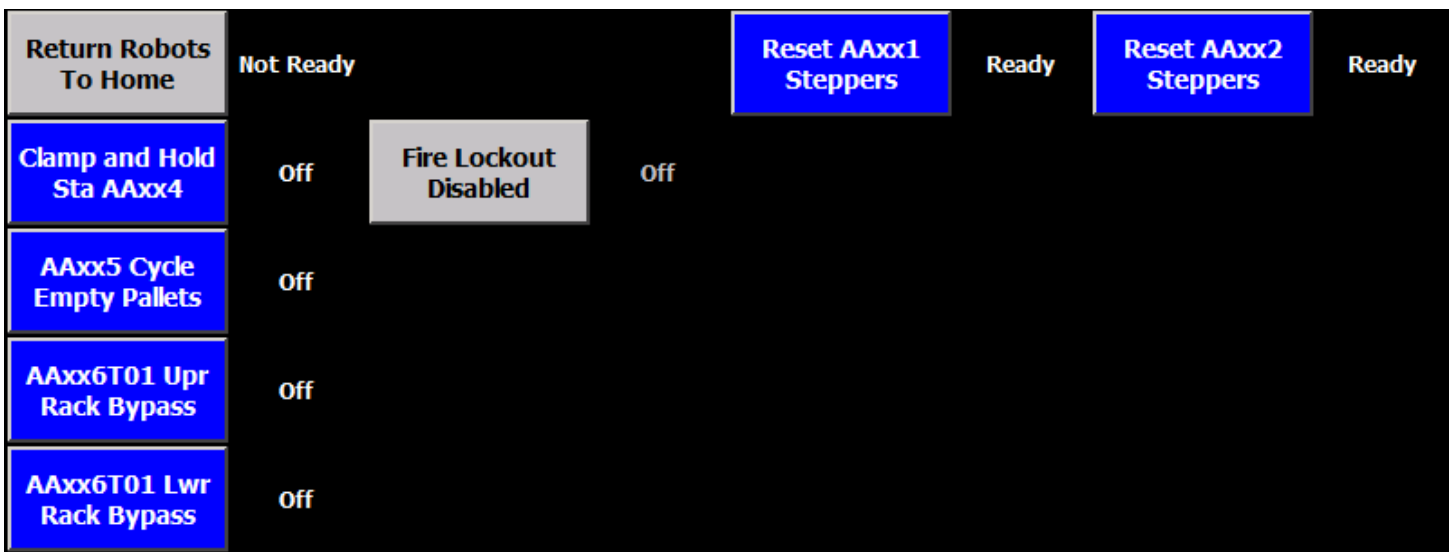 Return Robots
To Home
Not Ready
Reset AAxx1
Steppers
Ready
Reset AAxx2
Steppers
Ready
Clamp and Hold
Sta AAxx4
Off
Fire Lockout
Disabled
Off
AAxx5 Cycle
Empty Pallets
Off
AAxx6T01 Upr
Rack Bypass
Off
AAxx6T01 Lwr
Rack Bypass
Off